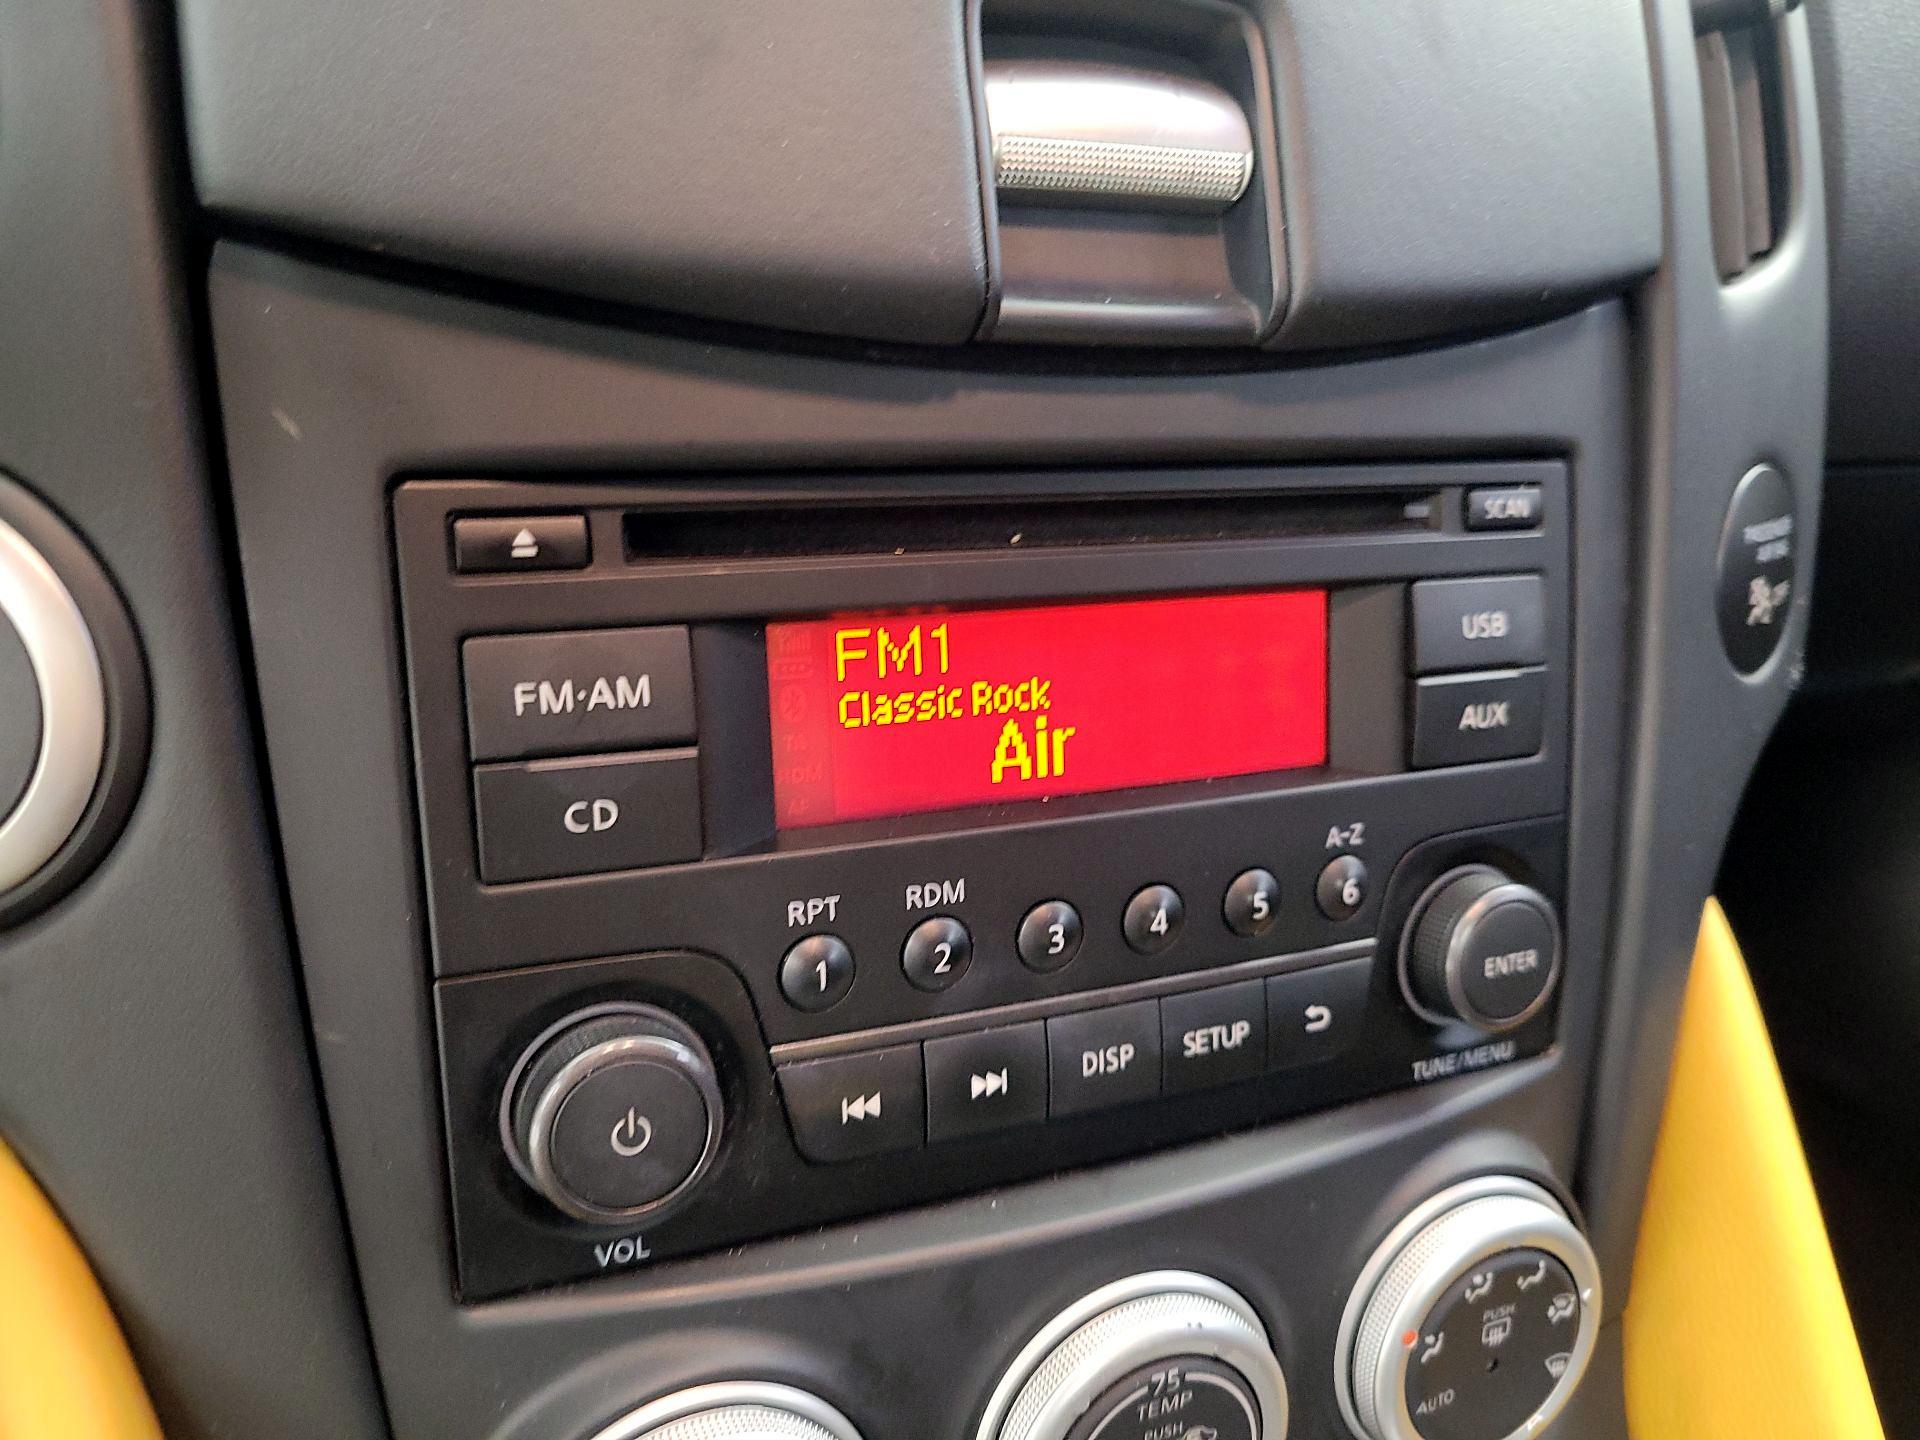 SCAN
FM1
Classic Rock
Air
FM·AM
CD
USB
AUX
RPT
RDM
A-Z
1
2
3
4
5
6
ENTER
DISP
SETUP
TUNE/MENU
VOL
PUSH
AUTO
75
TEMP
PUSH